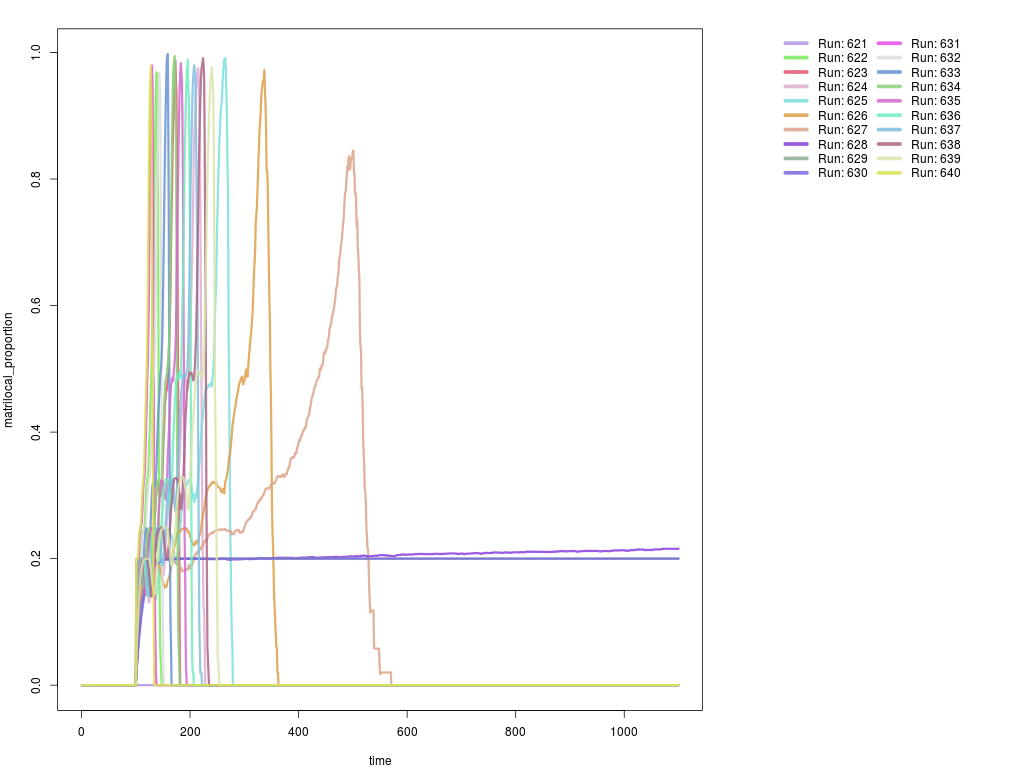 Run: 621 Run: 631
Run: 622 Run: 632
Run: 623 Run: 633
Run: 624 Run: 634
Run: 625 Run: 635
Run: 626 Run: 636
Run: 627 Run: 637
Run: 628 Run: 638
Run: 629 Run: 639
Run: 630 Run: 640
1.0
0.8
0.6
0.4
0.2
0.0
matrilocal_proportion
0 200 400 600 800 1000
time